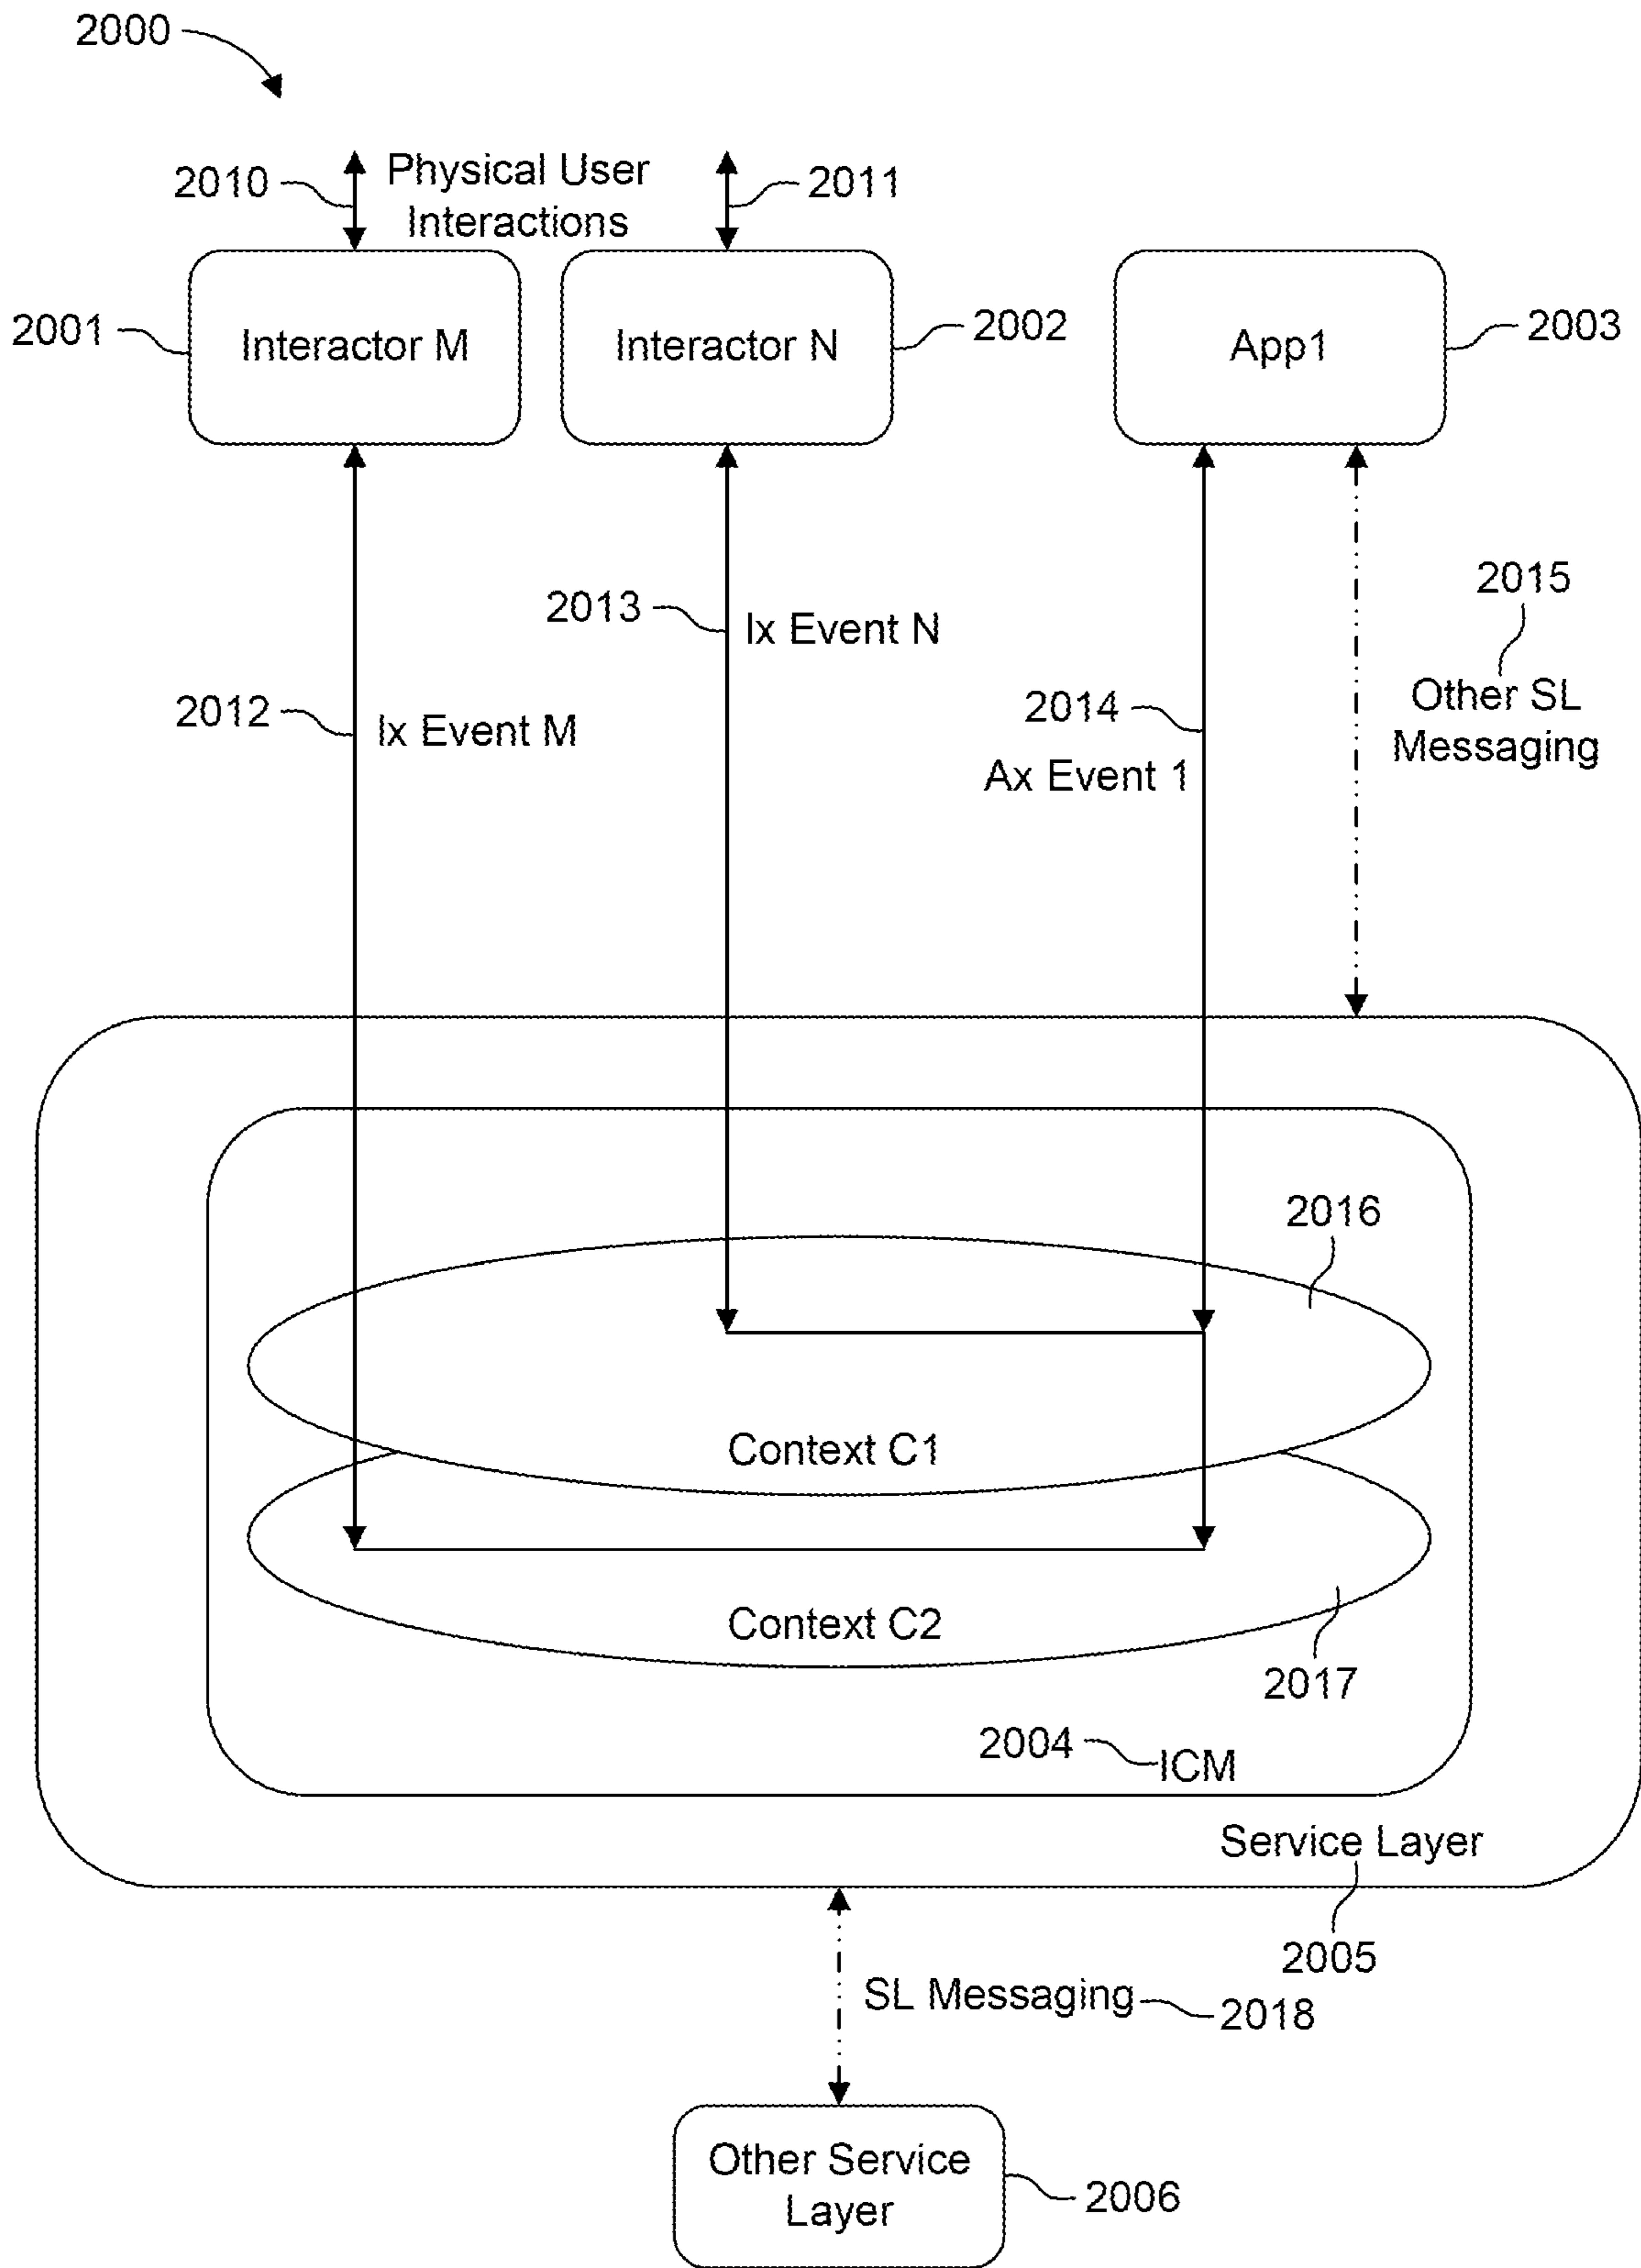 2000
2010
Physical User
Interactions
2011
2001
Interactor M
Interactor N
2002
App1
2003
2013
Ix Event N
2015
Other SL
Messaging
2012
Ix Event M
2014
Ax Event 1
2016
Context C1
Context C2
2017
2004
ICM
Service Layer
2005
SL Messaging
2018
Other Service
Layer
2006